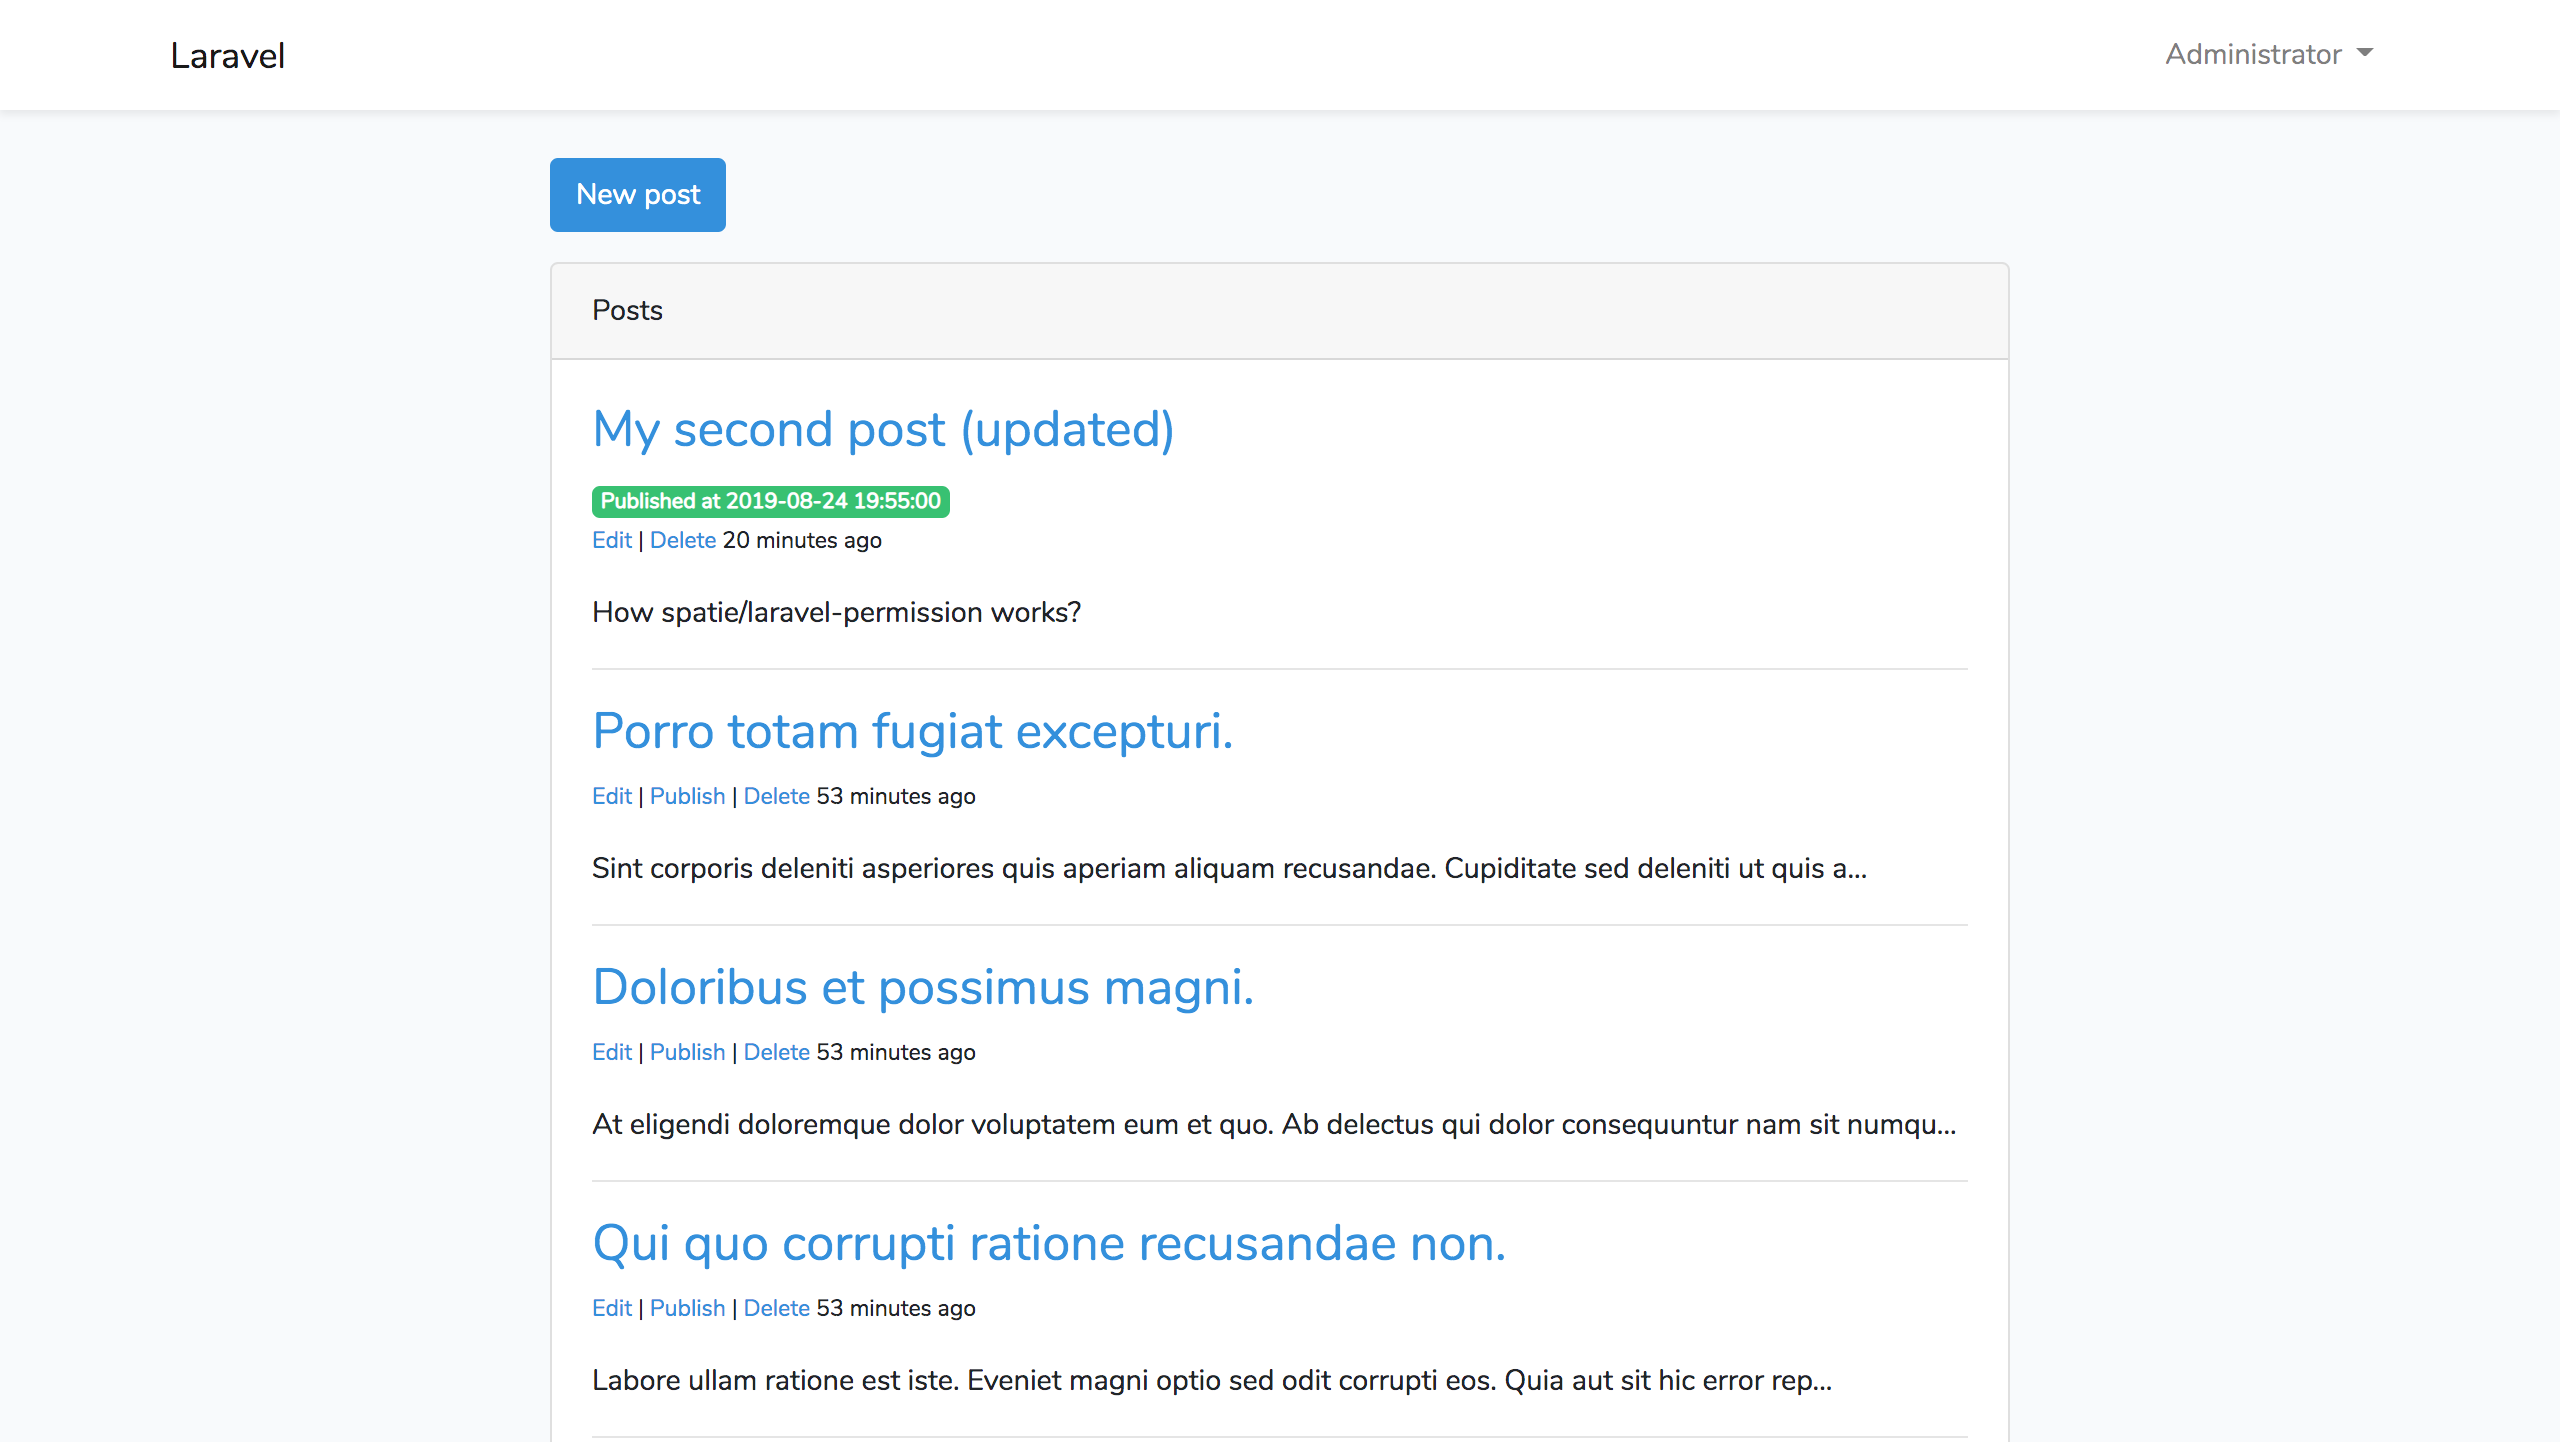 Laravel
Administrator
New post
Posts
My second post (updated)
Published at 2019-08-24 19:55:00
Edit | Delete 20 minutes ago
How spatie/laravel-permission works?
Porro totam fugiat excepturi.
Edit | Publish | Delete 53 minutes ago
Sint corporis deleniti asperiores quis aperiam aliquam recusandae. Cupiditate sed deleniti ut quis a...
Doloribus et possimus magni.
Edit | Publish | Delete 53 minutes ago
At eligendi doloremque dolor voluptatem eum et quo. Ab delectus qui dolor consequuntur nam sit numqu...
Qui quo corrupti ratione recusandae non.
Edit | Publish | Delete 53 minutes ago
Labore ullam ratione est iste. Eveniet magni optio sed odit corrupti eos. Quia aut sit hic error rep...